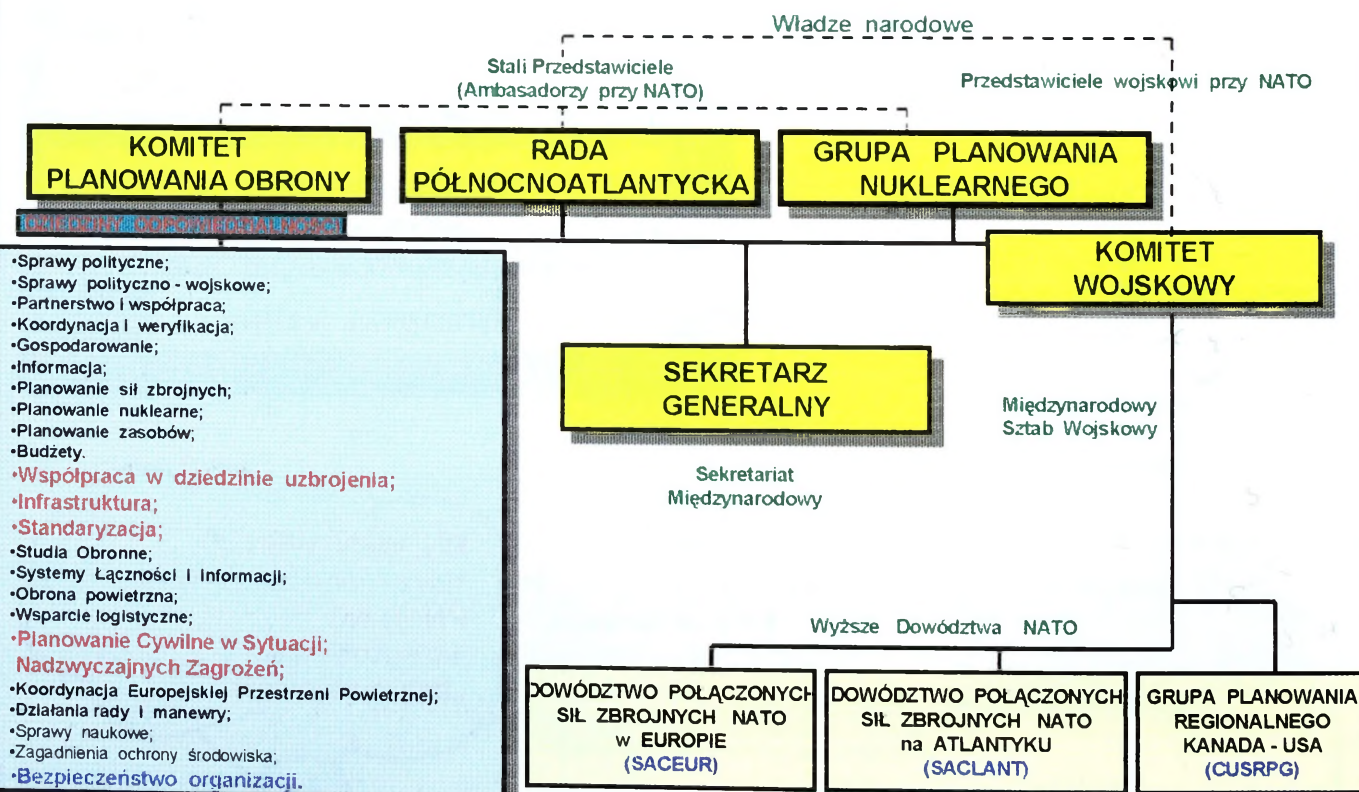 Władze narodowe
Stali Przedstawiciele
(Ambasadorzy przy NATO)
Przedstawiciele wojskowi przy NATO
KOMITET
PLANOWANIA OBRONY
RADA
PÓŁNOCNOATLANTYCKA
GRUPA PLANOWANIA
NUKLEARNEGO
KOMITET
WOJSKOWY
•Sprawy polityczne;
•Sprawy polityczno - wojskowe;
•Partnerstwo i współpraca;
•Koordynacja i weryfikacja;
•Gospodarowanie;
•Informacja;
•Planowanie sił zbrojnych;
•Planowanie nuklearne;
•Planowanie zasobów;
•Budżety.
•Współpraca w dziedzinie uzbrojenia;
•Infrastruktura;
•Standaryzacja;
•Studia Obronne;
•Systemy Łączności i Informacji;
•Obrona powietrzna;
•Wsparcie logistyczne;
•Planowanie Cywilne w Sytuacji;
Nadzwyczajnych Zagrożeń;
•Koordynacja Europejskiej Przestrzeni Powietrznej;
•Działania rady i manewry;
•Sprawy naukowe;
•Zagadnienia ochrony środowiska;
•Bezpieczeństwo organizacji.
SEKRETARZ
GENERALNY
Sekretariat
Międzynarodowy
Międzynarodowy
Sztab Wojskowy
Wyższe Dowództwa NATO
DOWÓDZTWO POŁĄCZONYCH
SIŁ ZBROJNYCH NATO
w EUROPIE
(SACEUR)
DOWÓDZTWO POŁĄCZONYCH
SIŁ ZBROJNYCH NATO
na ATLANTYKU
(SACLANT)
GRUPA PLANOWANIA
REGIONALNEGO
KANADA - USA
(CUSRPG)